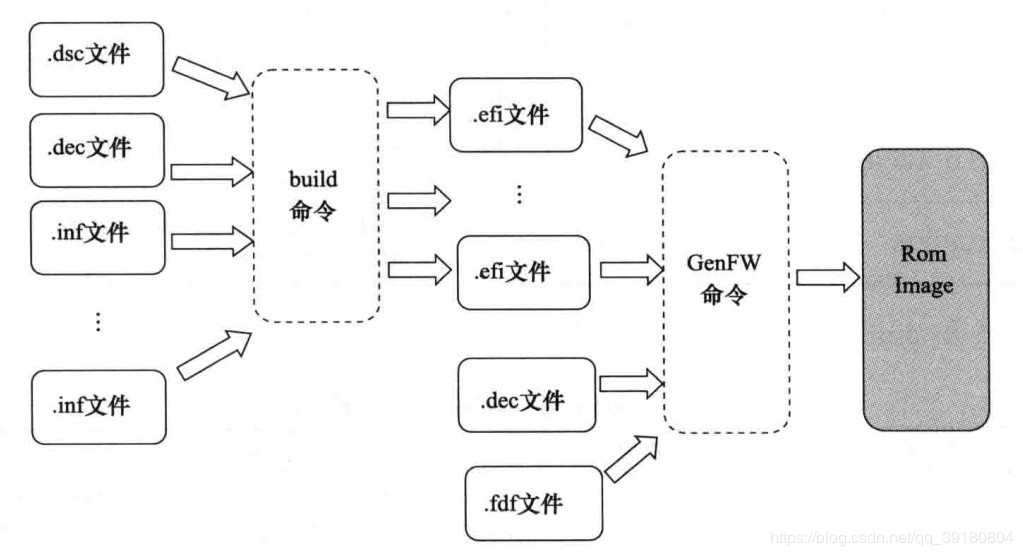 .dsc文件
.dec文件
.inf文件
⋮
.inf文件
build
命令
.efi文件
⋮
.efi文件
.dec文件
.fdf文件
GenFW
命令
Rom
Image
https://blog.csdn.net/qq_39180804